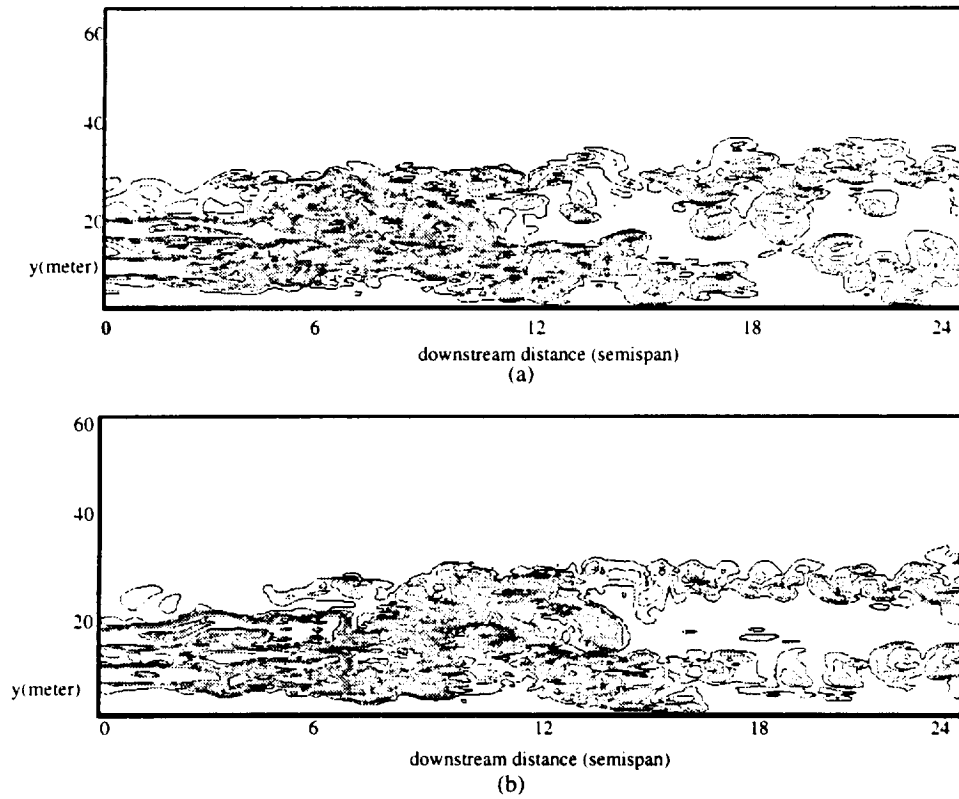 60
40
20
y(meter)
0 6 12 18 24
downstream distance (semispan)
(a)
60
40
20
y(meter)
0 6 12 18 24
downstream distance (semispan)
(b)